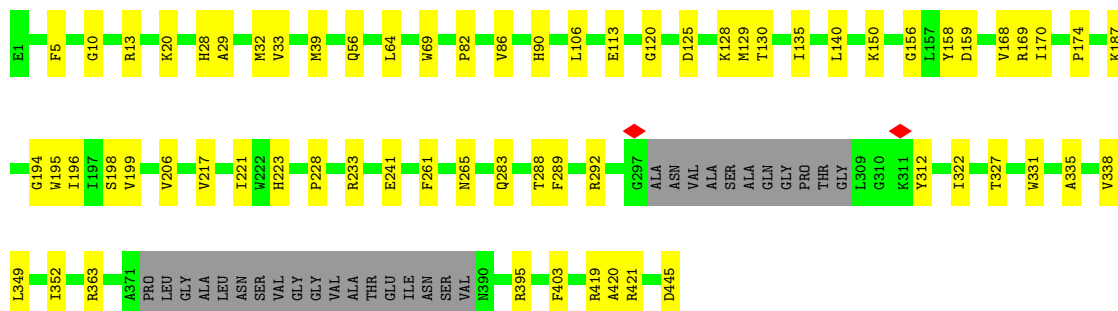 E1 F5 G10 R13 K20 H28 A29 M32 V33 M39 Q56 L64 W69 P82 V86 H90 L106 E113 G120 D125 K128 M129 T130 I135 L140 K150 G156 L157 Y158 D159 V168 R169 I170 P174 K187
G194 W195 I196 I197 S198 V199 V206 V217 I221 W222 H223 P228 R233 E241 F261 N265 Q283 T288 F289 R292 G297 ALA ASN VAL ALA SER ALA GLN GLY PRO THR GLY L309 G310 K311 Y312 I322 T327 W331 A335 V338
L349 I352 R363 A371 PRO LEU GLY ALA LEU ASN SER VAL GLY GLY VAL ALA THR GLU ILE ASN SER VAL N390 R395 F403 R419 A420 R421 D445